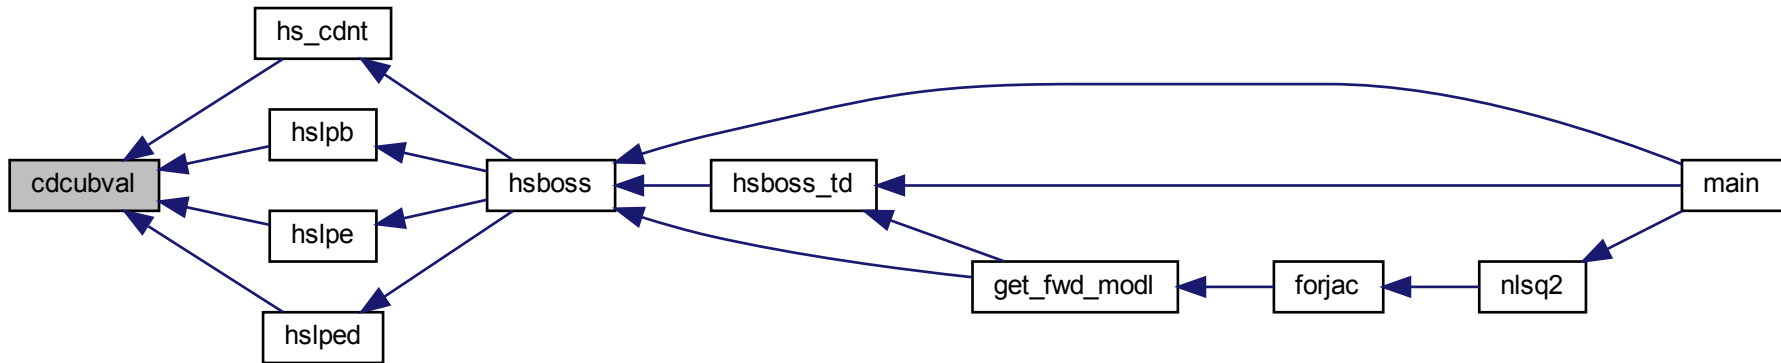 hs_cdnt
hslpb
cdcubval
hsboss
hsboss_td
main
hslpe
get_fwd_modl
forjac
nlsq2
hslped